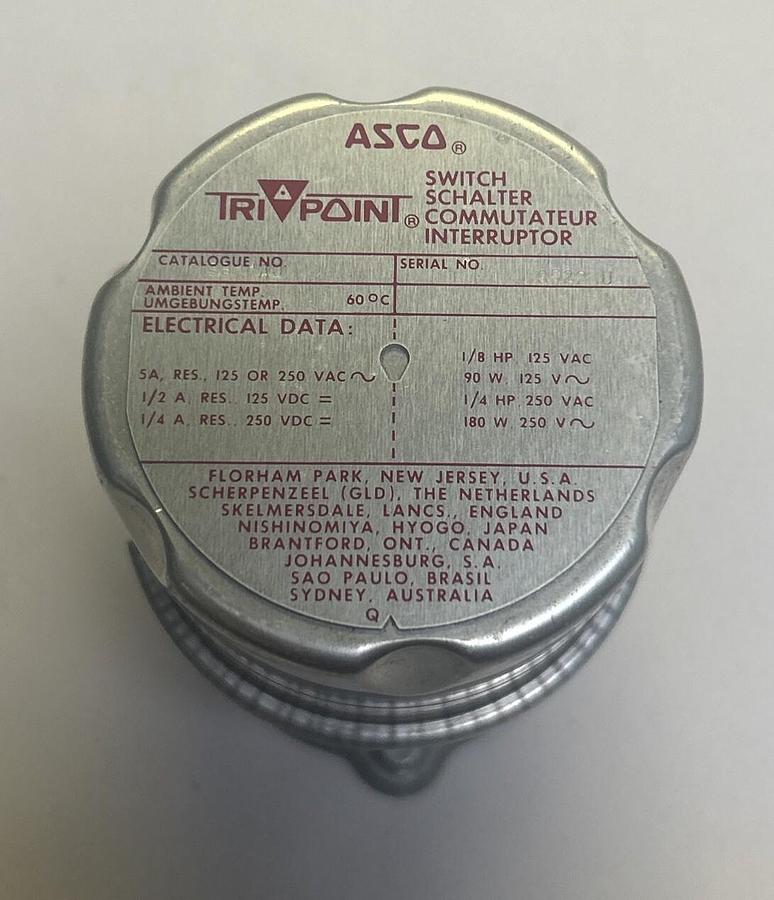 ASCO®
TRI POINT®
SWITCH
SCHALTER
COMMUTATEUR
INTERRUPTOR
CATALOGUE NO.
SERIAL NO.
AMBIENT TEMP.
UMGEBUNGSTEMP.
60°C
ELECTRICAL DATA:
5A, RES., 125 OR 250 VAC ~
1/2 A, RES., 125 VDC =
1/4 A, RES., 250 VDC =
1/8 HP, 125 VAC
90 W, 125 V ~
1/4 HP, 250 VAC
180 W, 250 V ~
FLORHAM PARK, NEW JERSEY, U.S.A.
SCHERPENZEEL (GLD), THE NETHERLANDS
SKELMERSDALE, LANCS., ENGLAND
NISHINOMIYA, HYOGO, JAPAN
BRANTFORD, ONT., CANADA
JOHANNESBURG, S.A.
SAO PAULO, BRASIL
SYDNEY, AUSTRALIA
Q